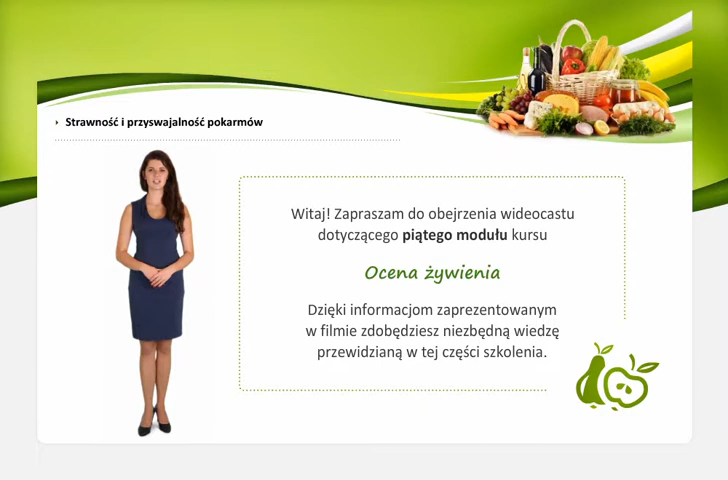 Strawność i przyswajalność pokarmów
Witaj! Zapraszam do obejrzenia wideocastu
dotyczącego piątego modułu kursu
Ocena żywienia
Dzięki informacjom zaprezentowanym
w filmie zdobędziesz niezbędną wiedzę
przewidzianą w tej części szkolenia.